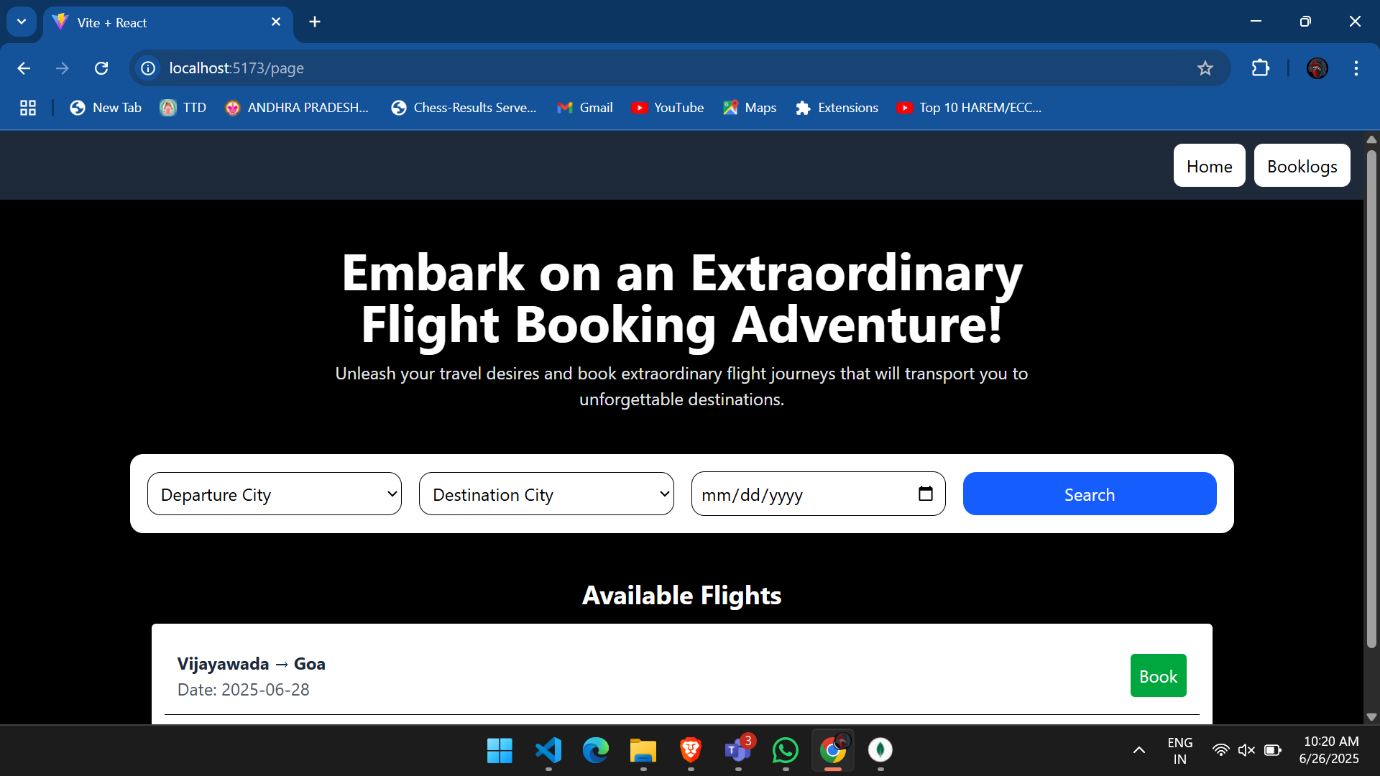 Vite + React
localhost:5173/page
New Tab
TTD
ANDHRA PRADESH...
Chess-Results Serve...
Gmail
YouTube
Maps
Extensions
Top 10 HAREM/ECC...
Home
Booklogs
Embark on an Extraordinary
Flight Booking Adventure!
Unleash your travel desires and book extraordinary flight journeys that will transport you to
unforgettable destinations.
Departure City
Destination City
mm/dd/yyyy
Search
Available Flights
Vijayawada → Goa
Date: 2025-06-28
Book
T
3
ENG
IN
10:20 AM
6/26/2025